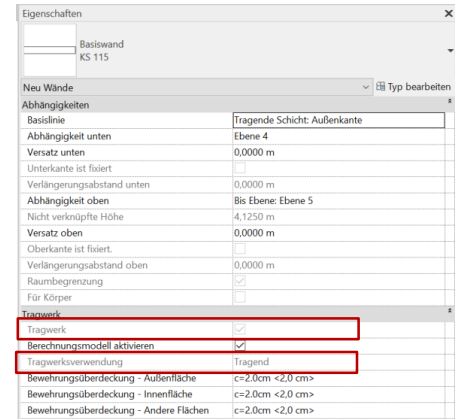 Eigenschaften
Basiswand
KS 115
Neu Wände Typ bearbeiten
Abhängigkeiten
Basislinie Tragende Schicht: Außenkante
Abhängigkeit unten Ebene 4
Versatz unten 0,0000 m
Unterkante ist fixiert
Verlängerungsabstand unten 0,0000 m
Abhängigkeit oben Bis Ebene: Ebene 5
Nicht verknüpfte Höhe 4,1250 m
Versatz oben 0,0000 m
Oberkante ist fixiert.
Verlängerungsabstand oben 0,0000 m
Raumbegrenzung
Für Körper
Tragwerk
Tragwerk
Berechnungsmodell aktivieren
Tragwerksverwendung Tragend
Bewehrungsüberdeckung - Außenfläche c=2.0cm <2,0 cm>
Bewehrungsüberdeckung - Innenfläche c=2.0cm <2,0 cm>
Bewehrungsüberdeckung - Andere Flächen c=2.0cm <2,0 cm>